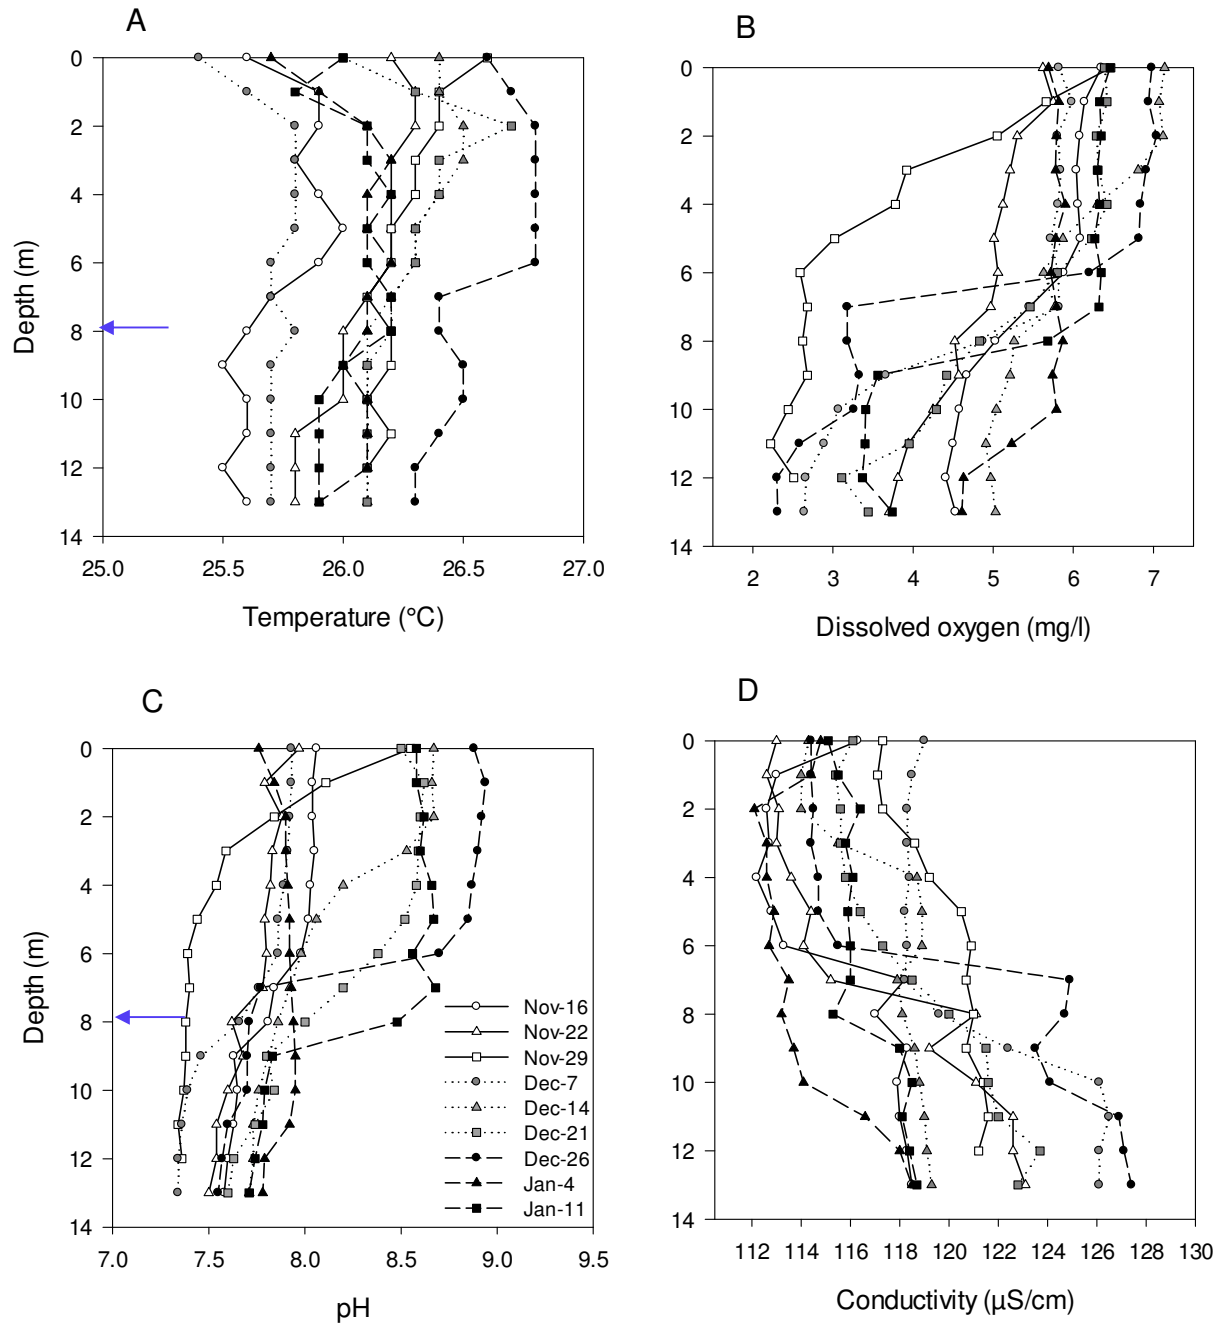 A
0
2
4
6
8
10
12
14
25.0 25.5 26.0 26.5 27.0
Depth (m)
Temperature (°C)
B
0
2
4
6
8
10
12
14
2 3 4 5 6 7
Dissolved oxygen (mg/l)
C
0
2
4
6
8
10
12
14
7.0 7.5 8.0 8.5 9.0 9.5
Depth (m)
pH
Nov-16
Nov-22
Nov-29
Dec-7
Dec-14
Dec-21
Dec-26
Jan-4
Jan-11
D
0
2
4
6
8
10
12
14
112 114 116 118 120 122 124 126 128 130
Conductivity (µS/cm)